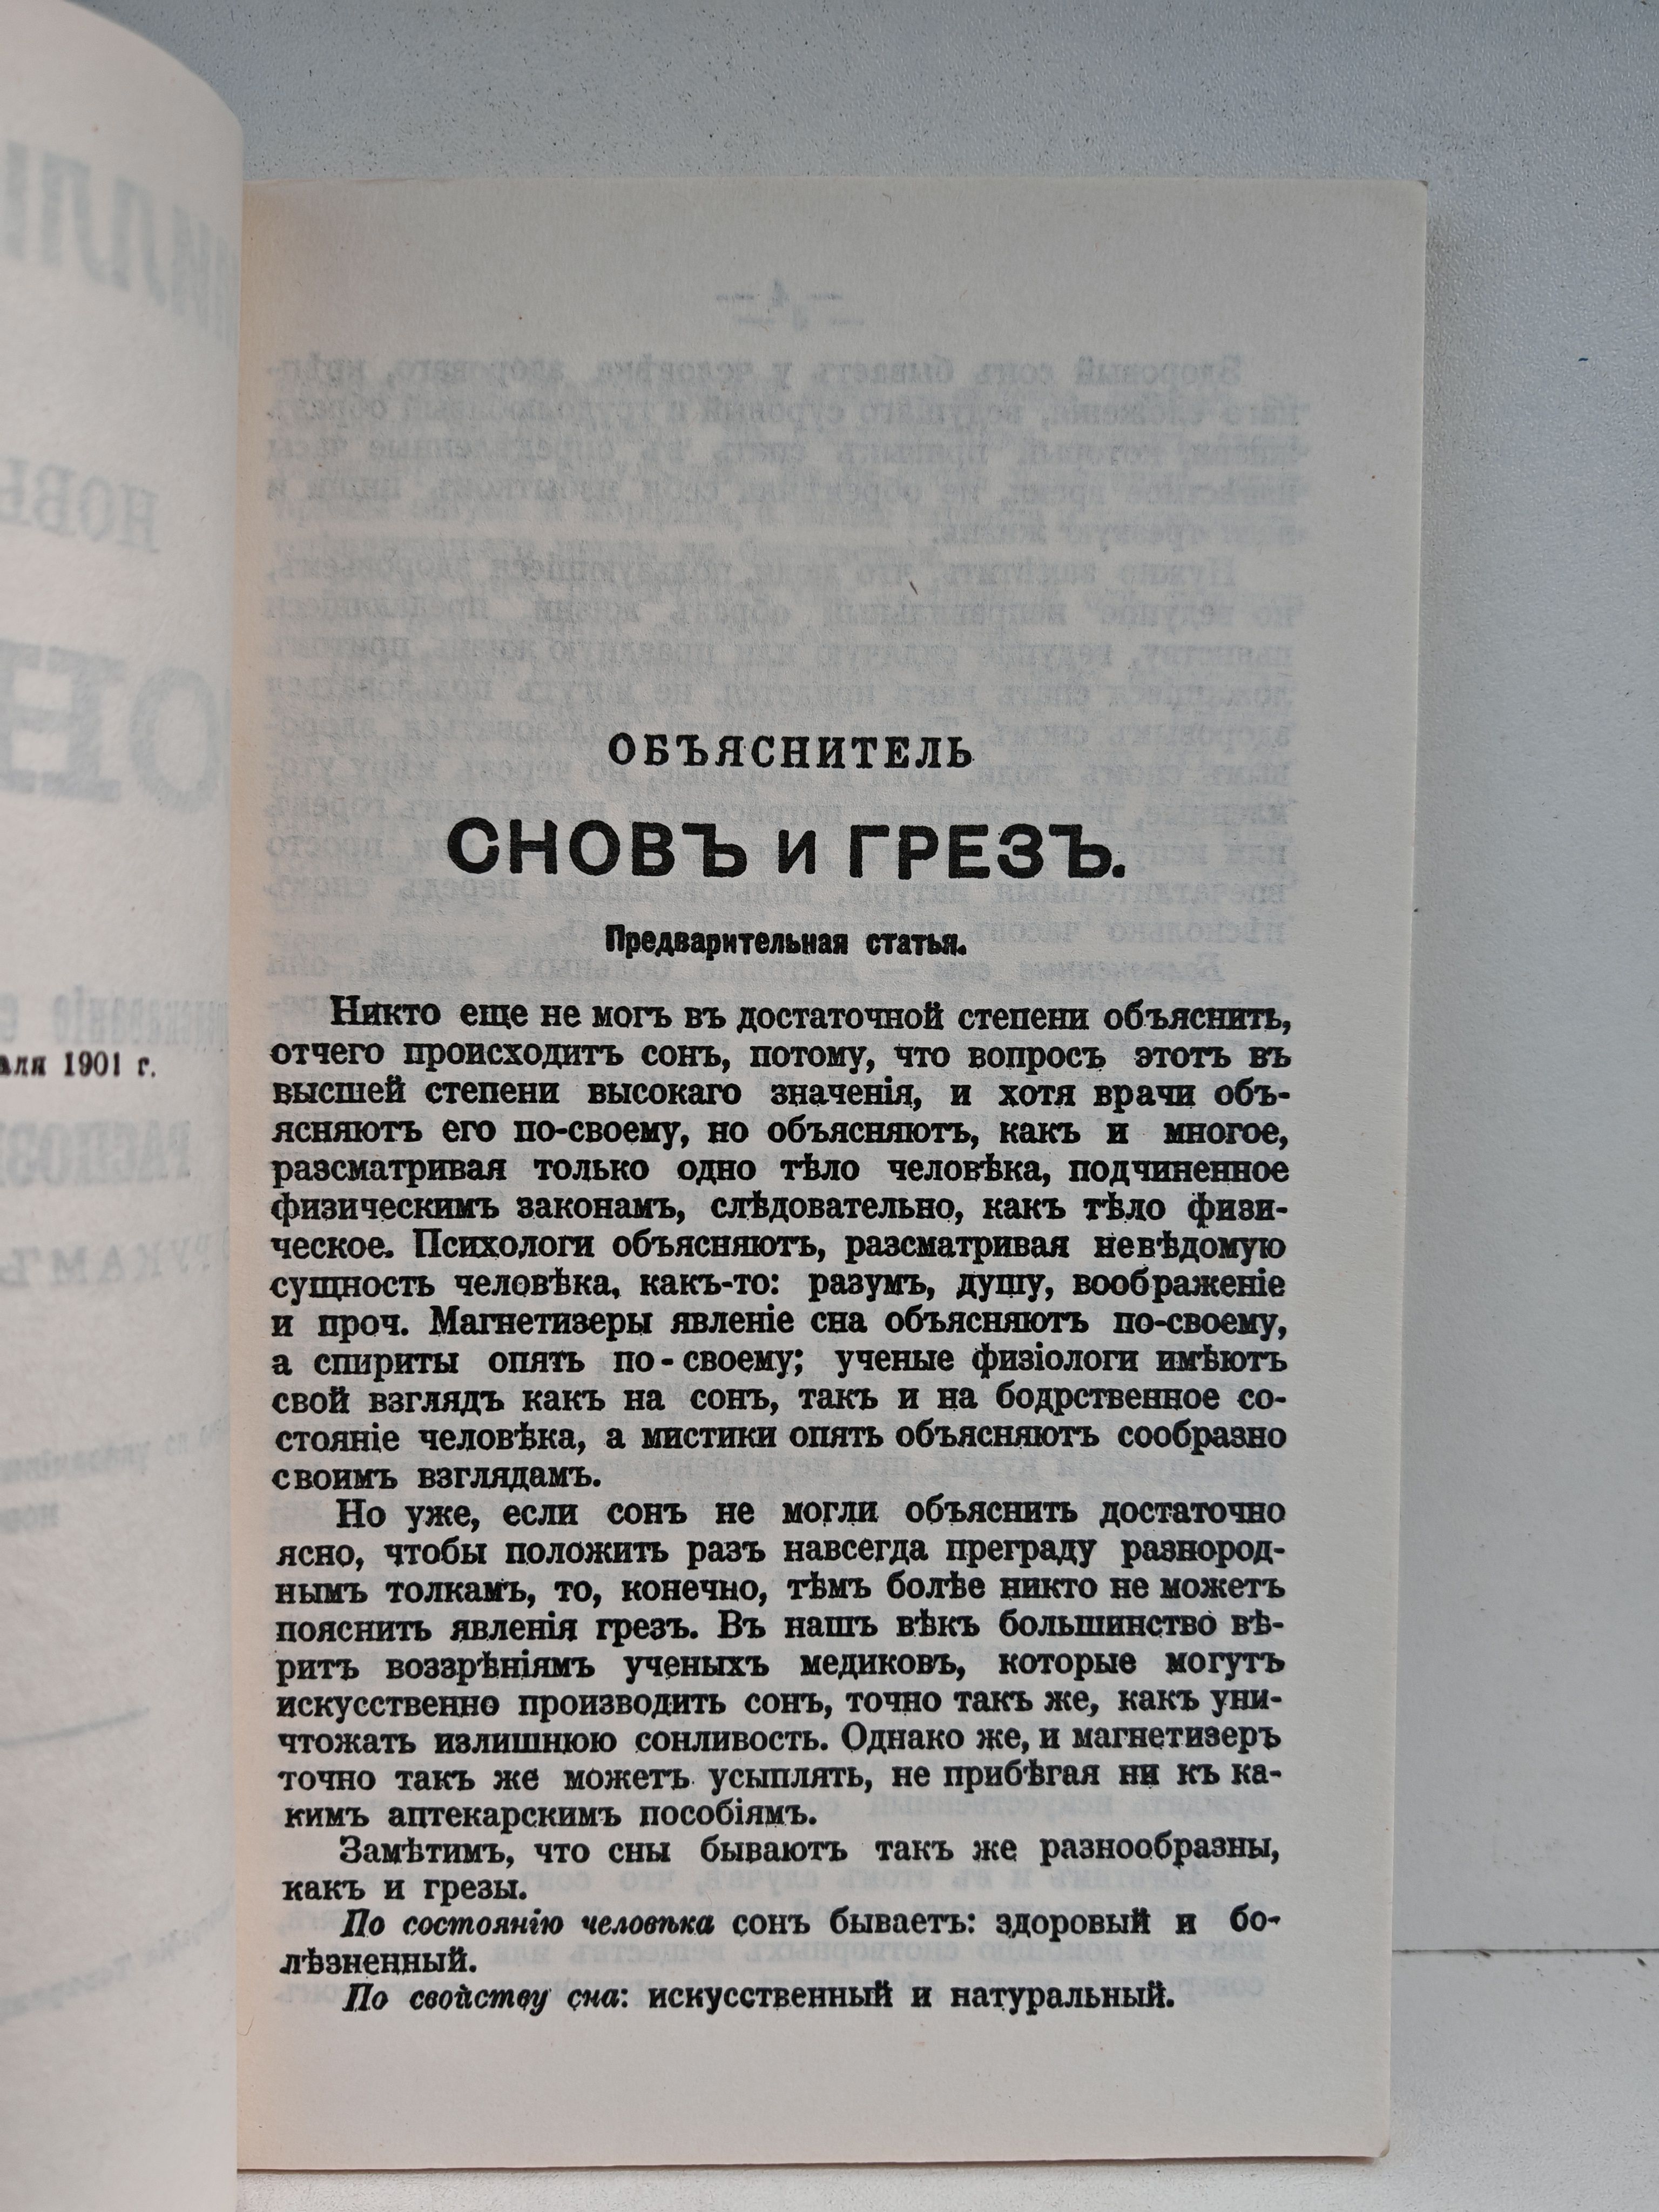 аля 1901 г.
ОБЪЯСНИТЕЛЬ
СНОВЪ и ГРЕЗЪ.
Предварительная статья.
Никто еще не могъ въ достаточной степени объяснить,
отчего происходитъ сонъ, потому, что вопросъ этотъ въ
высшей степени высокаго значенія, и хотя врачи объ-
ясняютъ его по-своему, но объясняютъ, какъ и многое,
разсматривая только одно тѣло человѣка, подчиненное
физическимъ законамъ, слѣдовательно, какъ тѣло физи-
ческое. Психологи объясняютъ, разсматривая невѣдомую
сущность человѣка, какъ-то: разумъ, душу, воображеніе
и проч. Магнетизеры явленіе сна объясняютъ по-своему,
а спириты опять по-своему; ученые физіологи имѣютъ
свой взглядъ какъ на сонъ, такъ и на бодрственное со-
стояніе человѣка, а мистики опять объясняютъ сообразно
своимъ взглядамъ.
Но уже, если сонъ не могли объяснить достаточно
ясно, чтобы положить разъ навсегда преграду разнород-
нымъ толкамъ, то, конечно, тѣмъ болѣе никто не можетъ
пояснить явленія грезъ. Въ нашъ вѣкъ большинство вѣ-
ритъ воззрѣніямъ ученыхъ медиковъ, которые могутъ
искусственно производить сонъ, точно такъ же, какъ уни-
чтожать излишнюю сонливость. Однако же, и магнетизеръ
точно такъ же можетъ усыплять, не прибѣгая ни къ ка-
кимъ аптекарскимъ пособіямъ.
Замѣтимъ, что сны бываютъ такъ же разнообразны,
какъ и грезы.
По состоянію человѣка сонъ бываетъ: здоровый и бо-
лѣзненный.
По свойству сна: искусственный и натуральный.